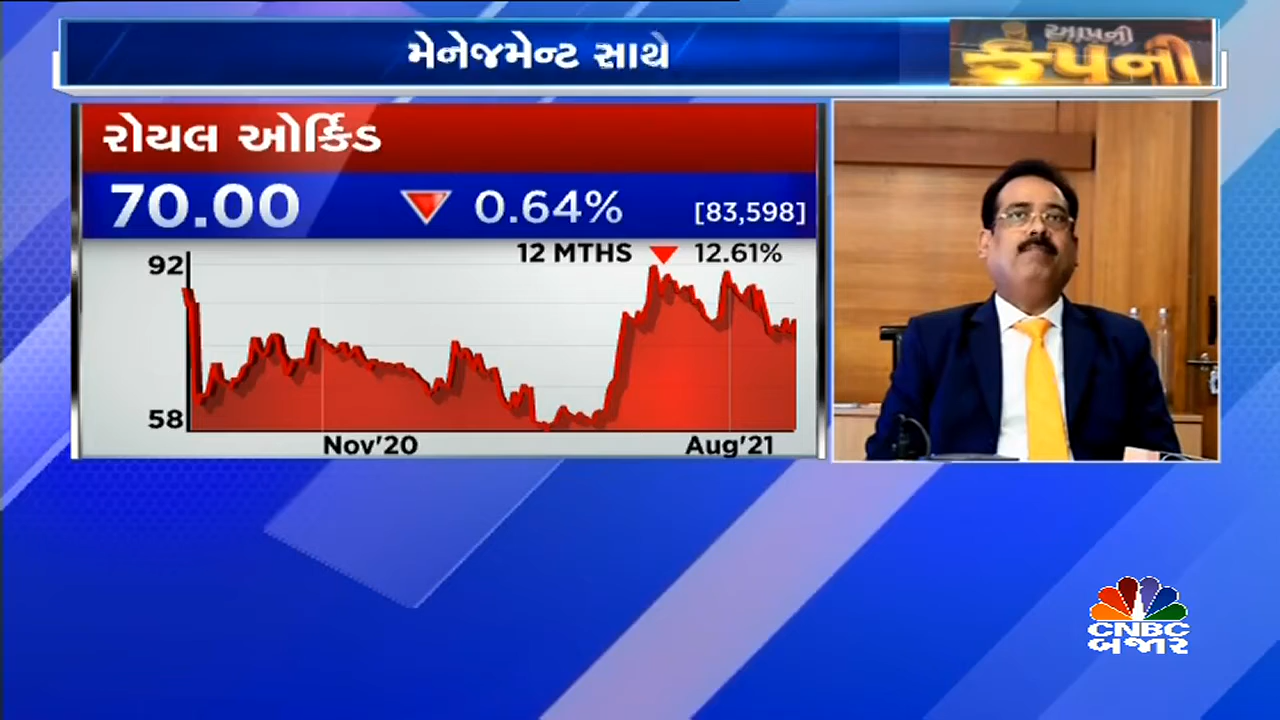 મેનેજમેન્ટ સાથે
આપની
કંપની
રોયલ ઓર્કિડ
70.00 0.64% [83,598]
12 MTHS 12.61%
92
58
Nov'20 Aug'21
CNBC
બજાર